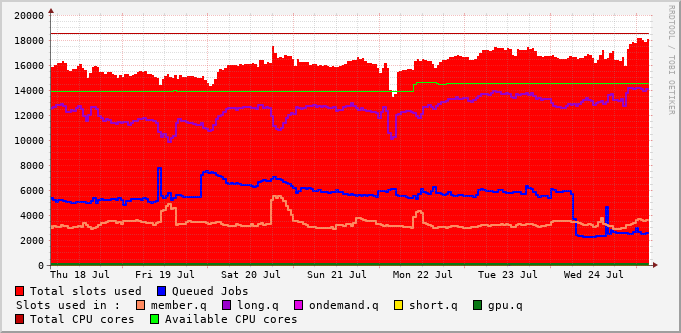 20000
18000
16000
14000
12000
10000
8000
6000
4000
2000
0
Thu 18 Jul Fri 19 Jul Sat 20 Jul Sun 21 Jul Mon 22 Jul Tue 23 Jul Wed 24 Jul
Total slots used Queued Jobs
Slots used in : member.q long.q ondemand.q short.q gpu.q
Total CPU cores Available CPU cores
RRDTOOL / TOBI OETIKER